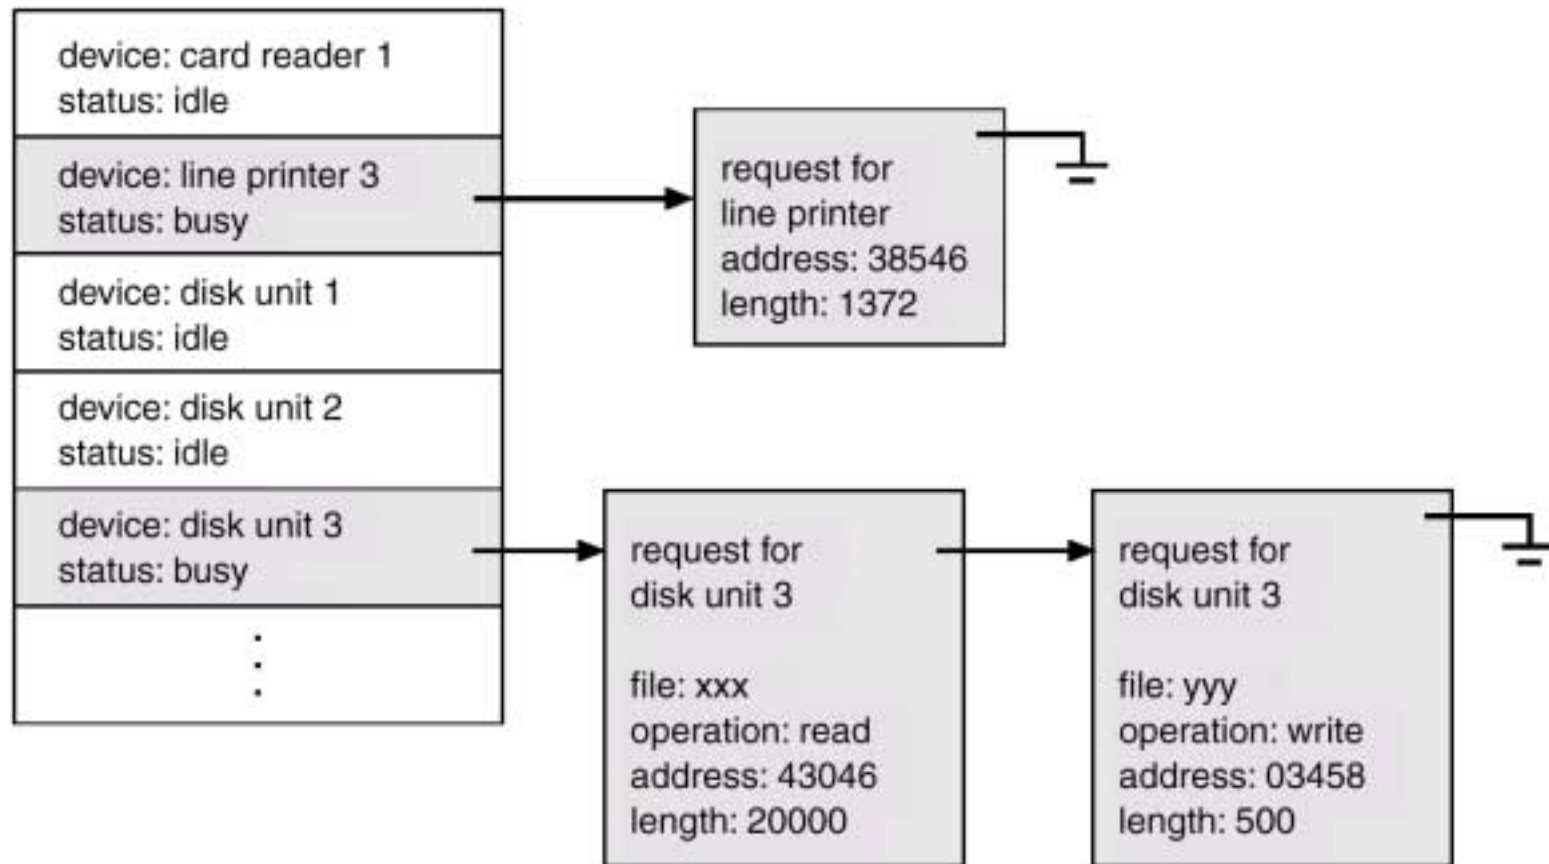 device: card reader 1
status: idle
device: line printer 3
status: busy
device: disk unit 1
status: idle
device: disk unit 2
status: idle
device: disk unit 3
status: busy
request for
line printer
address: 38546
length: 1372
request for
disk unit 3
file: xxx
operation: read
address: 43046
length: 20000
request for
disk unit 3
file: yyy
operation: write
address: 03458
length: 500